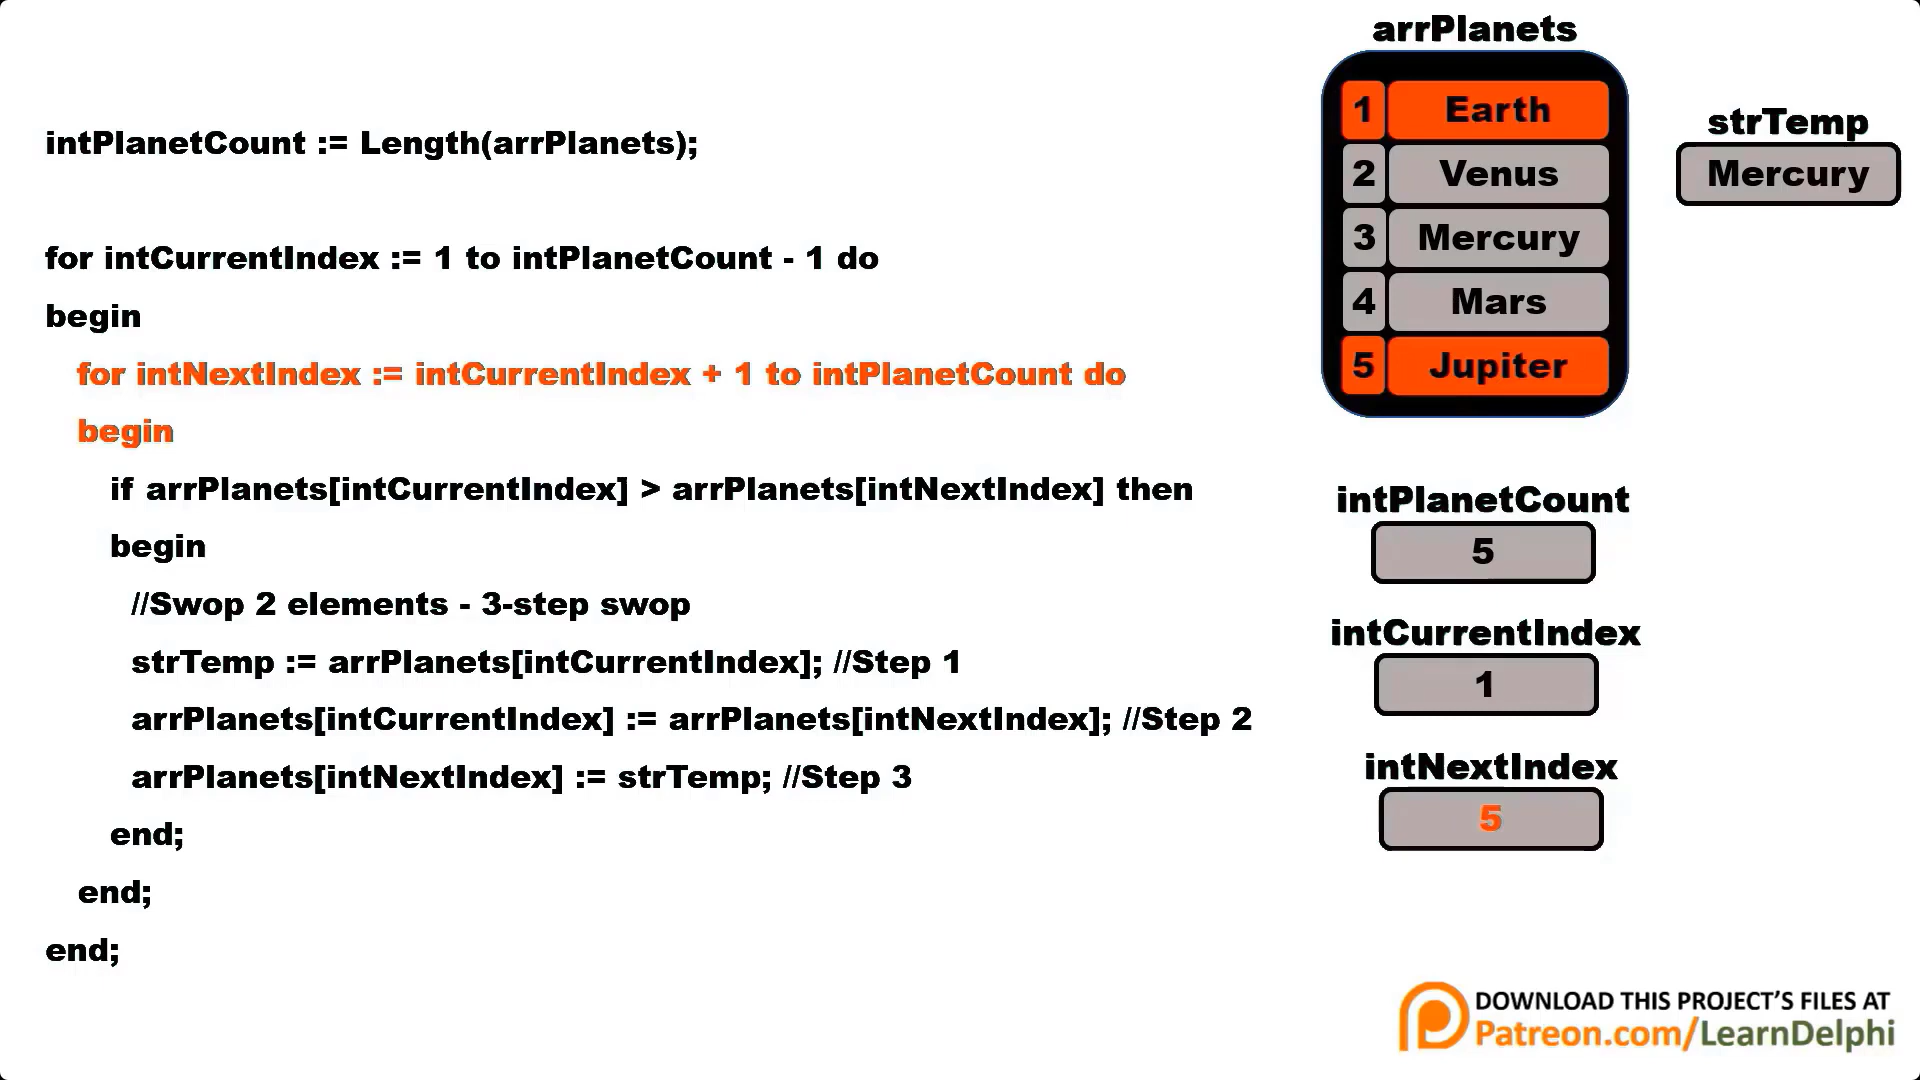 intPlanetCount := Length(arrPlanets);
for intCurrentIndex := 1 to intPlanetCount - 1 do
begin
for intNextIndex := intCurrentIndex + 1 to intPlanetCount do
begin
if arrPlanets[intCurrentIndex] > arrPlanets[intNextIndex] then
begin
//Swop 2 elements - 3-step swop
strTemp := arrPlanets[intCurrentIndex]; //Step 1
arrPlanets[intCurrentIndex] := arrPlanets[intNextIndex]; //Step 2
arrPlanets[intNextIndex] := strTemp; //Step 3
end;
end;
end;
arrPlanets
1 Earth
2 Venus
3 Mercury
4 Mars
5 Jupiter
strTemp
Mercury
intPlanetCount
5
intCurrentIndex
1
intNextIndex
5
DOWNLOAD THIS PROJECT'S FILES AT
Patreon.com/LearnDelphi